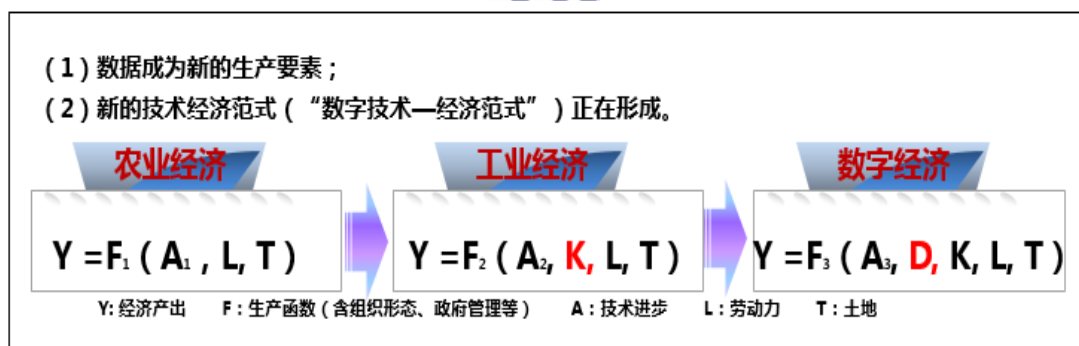 （1）数据成为新的生产要素；
（2）新的技术经济范式（“数字技术—经济范式”）正在形成。
农业经济 工业经济 数字经济
Y =F₁ ( A₁ , L, T )
Y =F₂ ( A₂, K, L, T )
Y =F₃ ( A₃, D, K, L, T )
Y: 经济产出 F：生产函数（含组织形态、政府管理等） A：技术进步 L：劳动力 T：土地